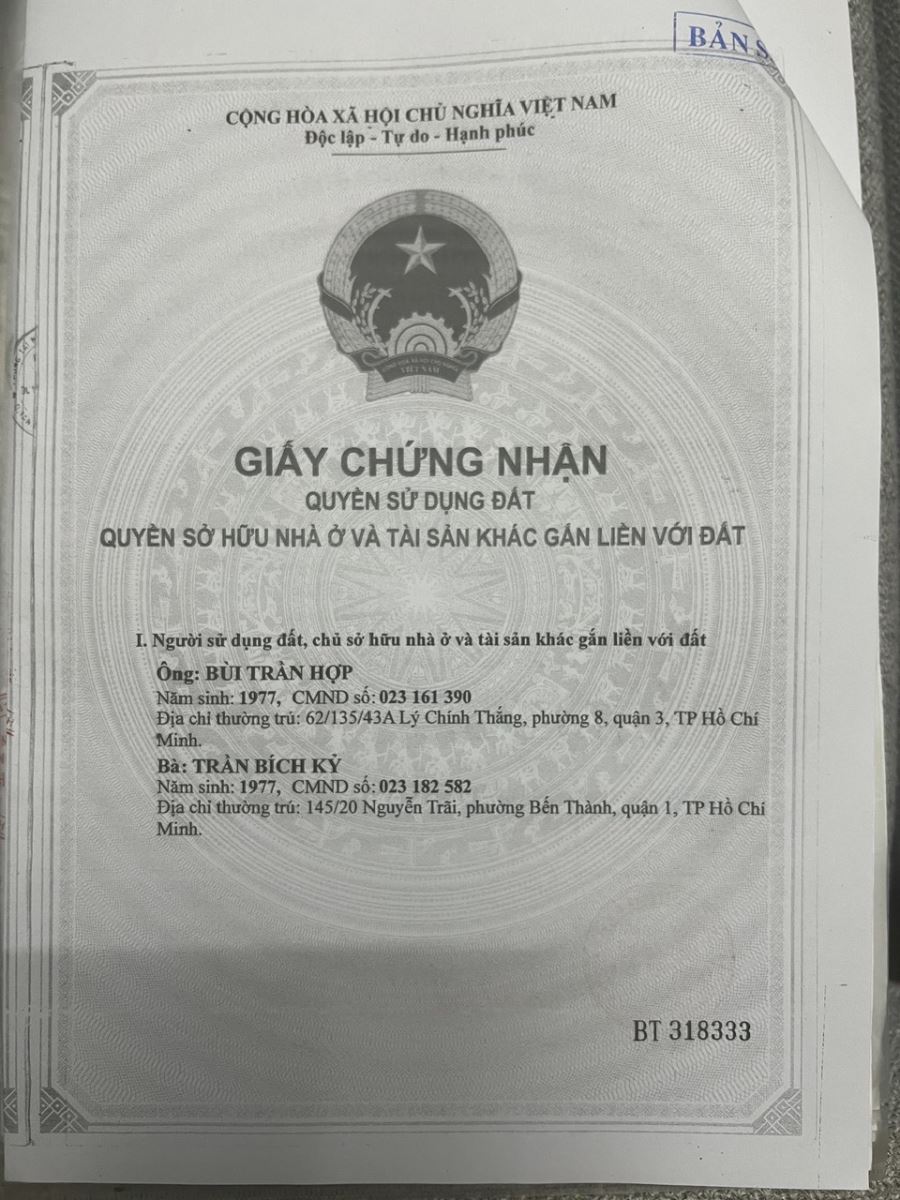 BẢN S
CỘNG HÒA XÃ HỘI CHỦ NGHĨA VIỆT NAM
Độc lập - Tự do - Hạnh phúc
CỘNG HÒA XÃ HỘI CHỦ NGHĨA
VIỆT NAM
GIẤY CHỨNG NHẬN
QUYỀN SỬ DỤNG ĐẤT
QUYỀN SỞ HỮU NHÀ Ở VÀ TÀI SẢN KHÁC GẮN LIỀN VỚI ĐẤT
I. Người sử dụng đất, chủ sở hữu nhà ở và tài sản khác gắn liền với đất
Ông: BÙI TRẦN HỢP
Năm sinh: 1977, CMND số: 023 161 390
Địa chỉ thường trú: 62/135/43A Lý Chính Thắng, phường 8, quận 3, TP Hồ Chí
Minh.
Bà: TRẦN BÍCH KỶ
Năm sinh: 1977, CMND số: 023 182 582
Địa chỉ thường trú: 145/20 Nguyễn Trãi, phường Bến Thành, quận 1, TP Hồ Chí
Minh.
BT 318333